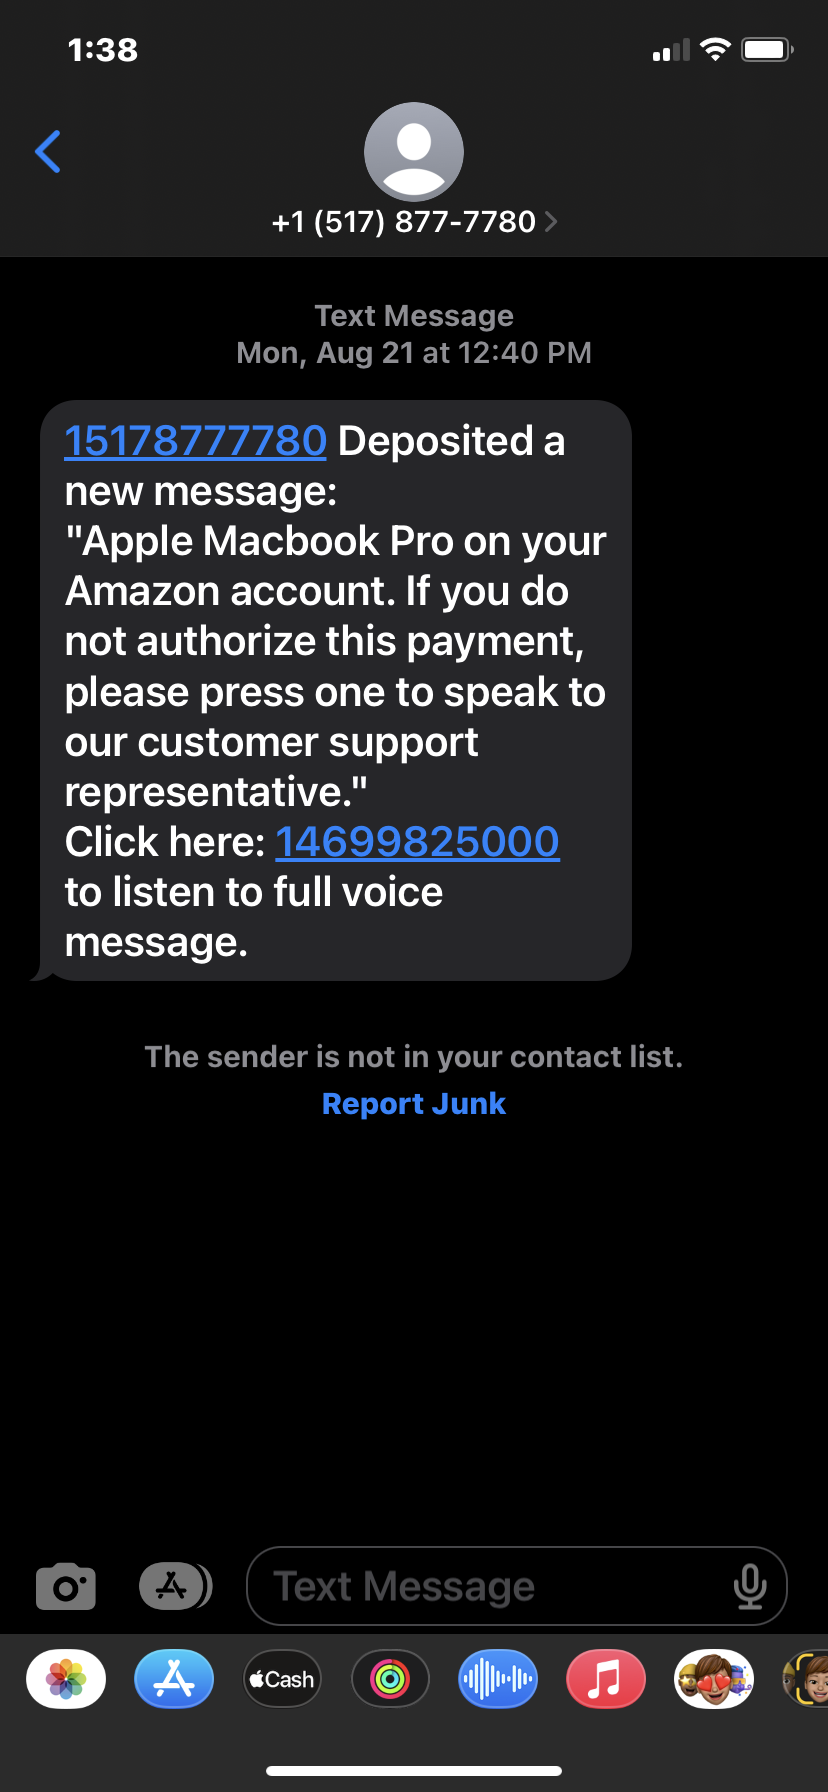 1:38
+1 (517) 877-7780
Text Message
Mon, Aug 21 at 12:40 PM
15178777780 Deposited a
new message:
"Apple Macbook Pro on your
Amazon account. If you do
not authorize this payment,
please press one to speak to
our customer support
representative."
Click here: 14699825000
to listen to full voice
message.
The sender is not in your contact list.
Report Junk
Text Message
Cash